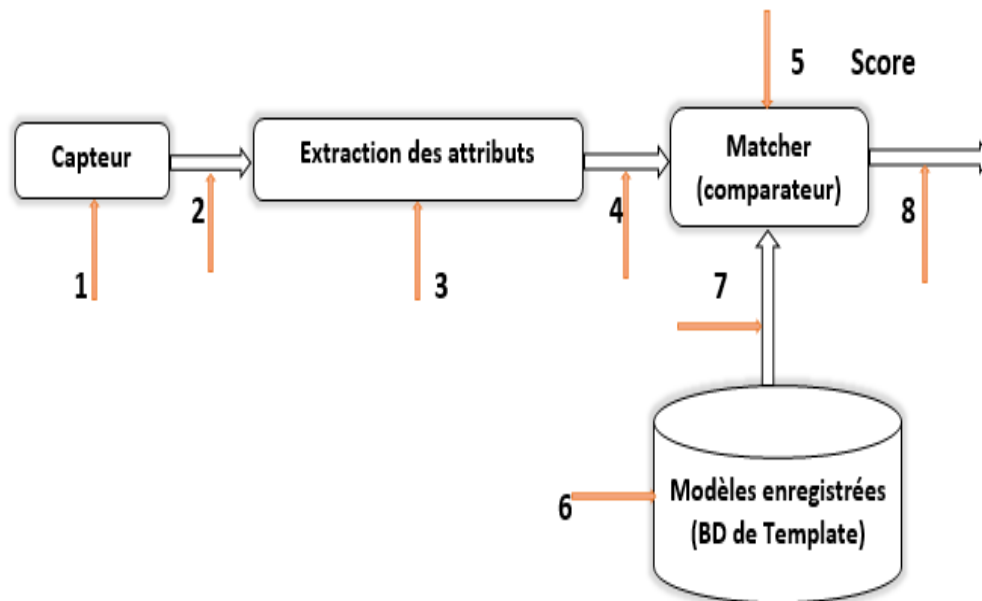 5 Score
Capteur
Extraction des attributs
Matcher
(comparateur)
2
4
8
1
3
7
6
Modèles enregistrées
(BD de Template)